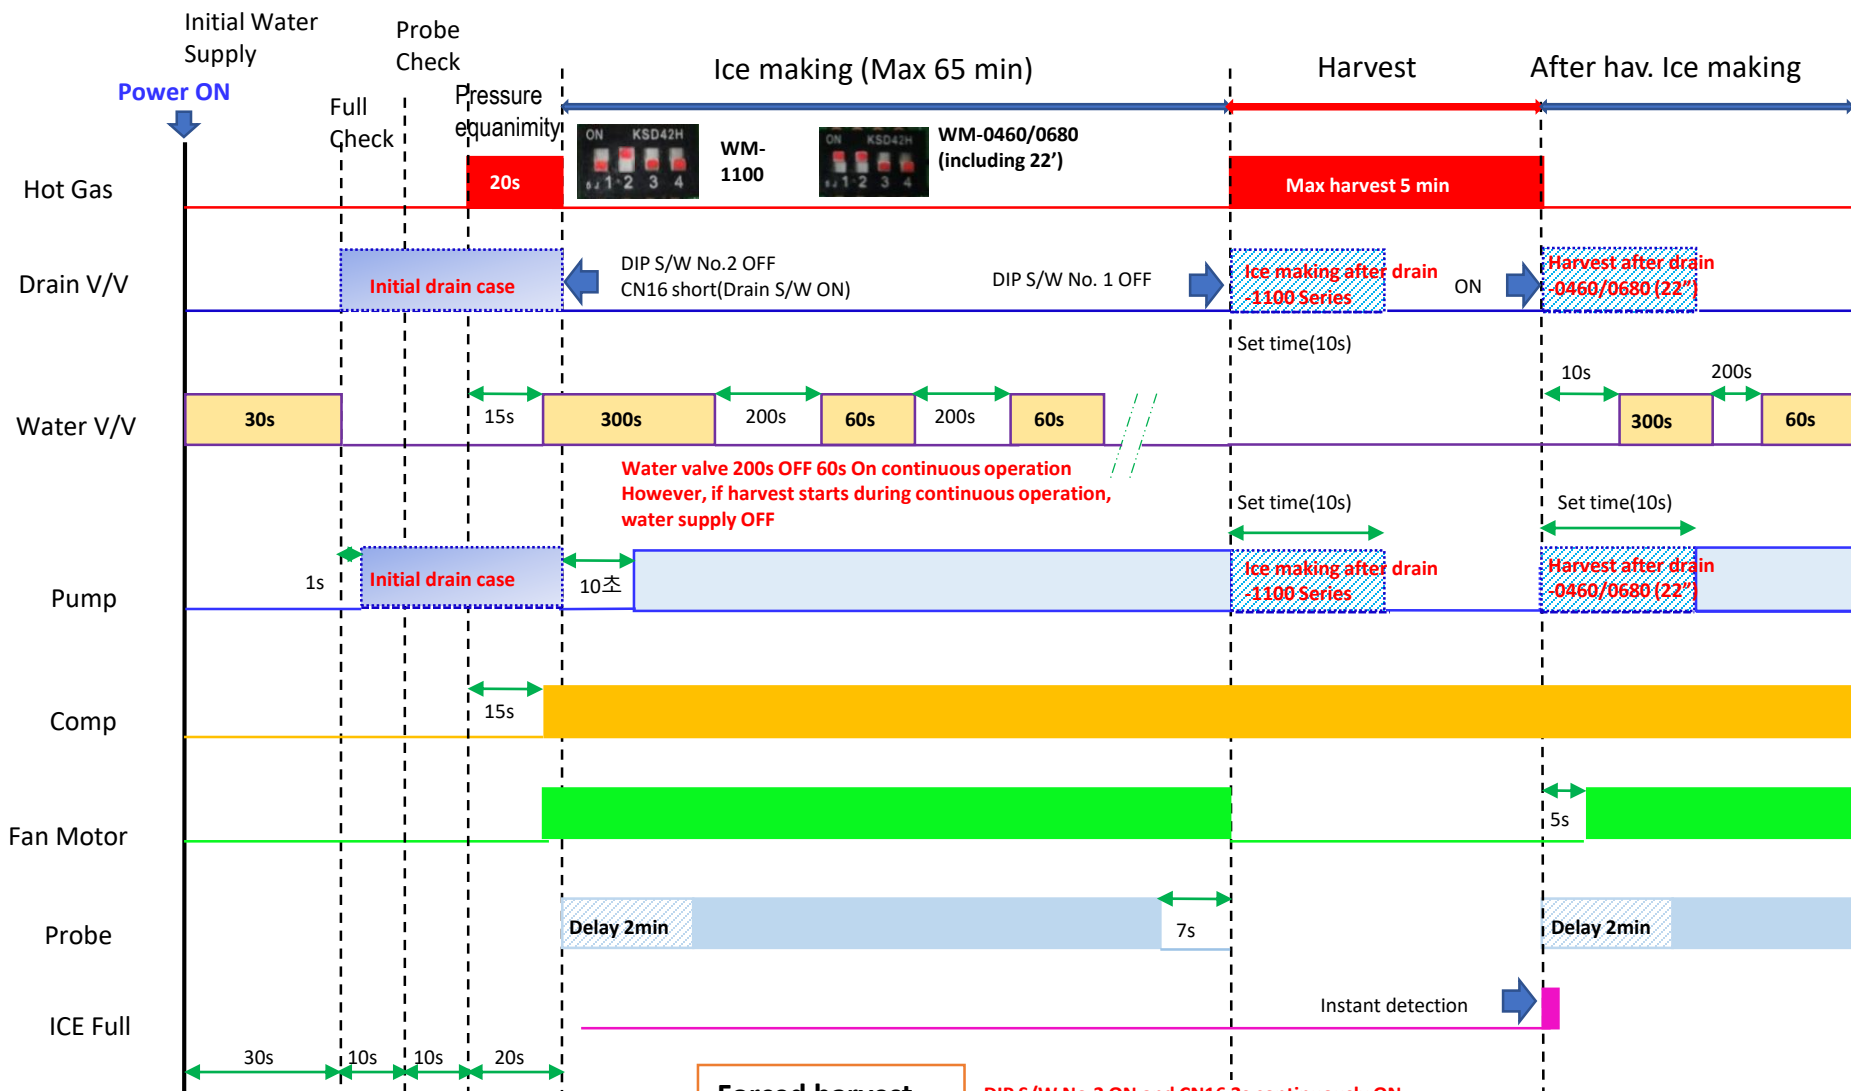 Initial Water
Supply
Probe
Check
Ice making (Max 65 min)
Harvest
After hav. Ice making
Power ON
Full
Check
Pressure
equanimity
ON KSD42H
1 2 3 4
WM-
1100
ON KSD42H
1 2 3 4
WM-0460/0680
(including 22’)
Hot Gas
20s
Max harvest 5 min
Drain V/V
Initial drain case
DIP S/W No.2 OFF
CN16 short(Drain S/W ON)
DIP S/W No. 1 OFF
Ice making after drain
-1100 Series
ON
Harvest after drain
-0460/0680 (22”)
Set time(10s)
Water V/V
30s
15s
300s
200s
60s
200s
60s
10s
300s
200s
60s
Water valve 200s OFF 60s On continuous operation
However, if harvest starts during continuous operation,
water supply OFF
Set time(10s)
Set time(10s)
Pump
1s
Initial drain case
10초
Ice making after drain
-1100 Series
Harvest after drain
-0460/0680 (22”)
Comp
15s
Fan Motor
5s
Probe
Delay 2min
7s
Delay 2min
ICE Full
Instant detection
30s
10s
10s
20s
Forced harvest